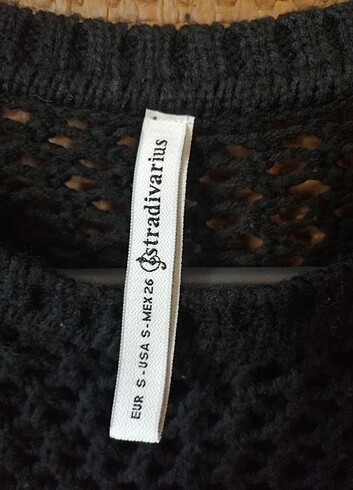 stradivarius
EUR S - USA S - MEX 26